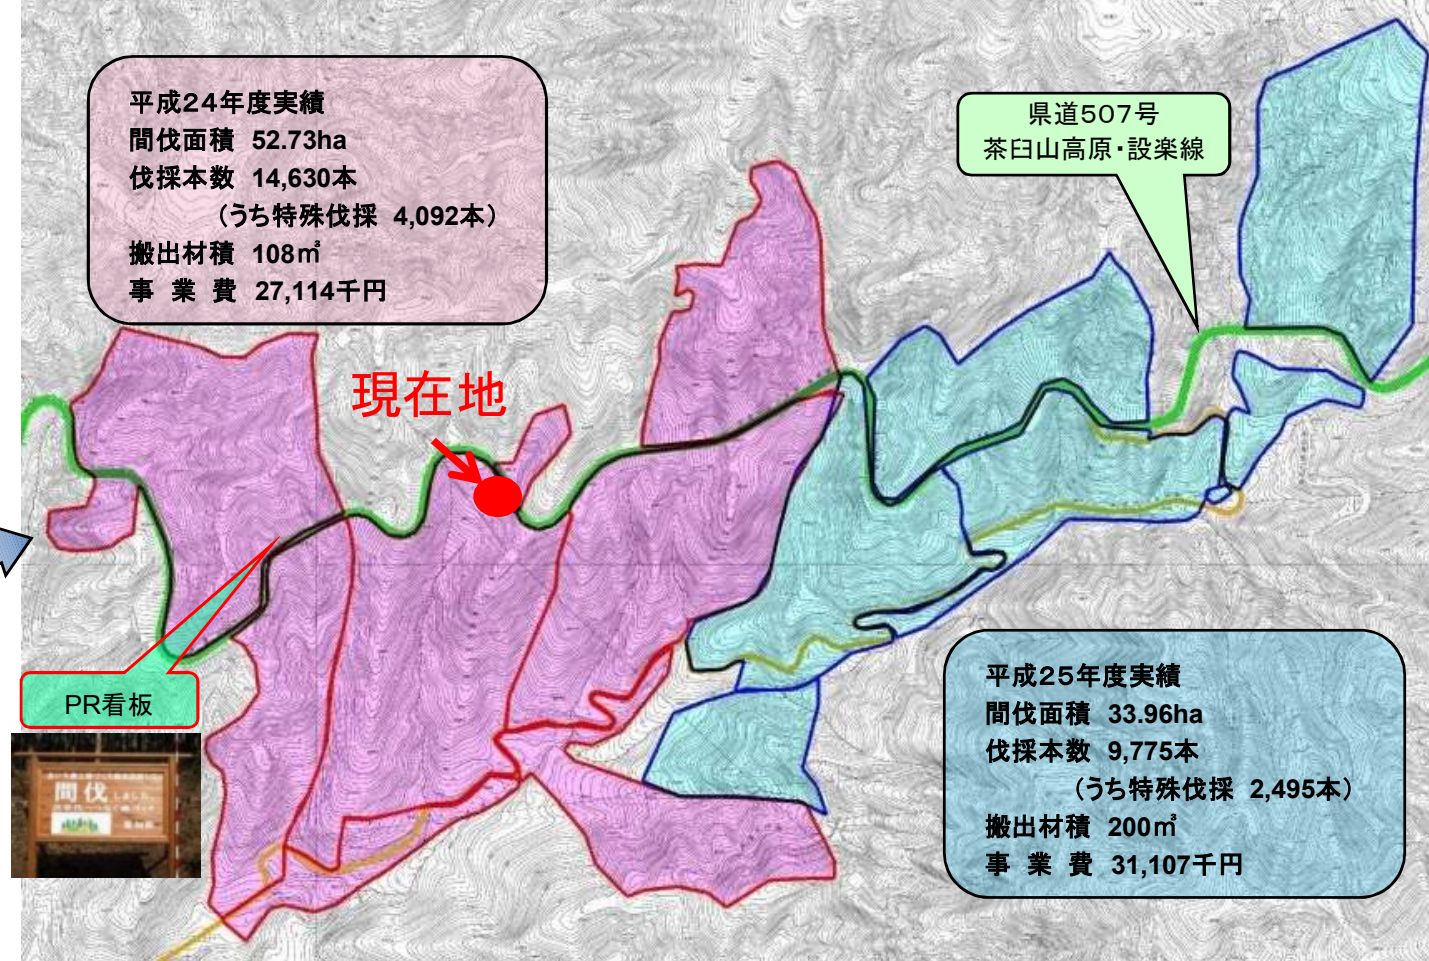 平成24年度実績
間伐面積 52.73ha
伐採本数 14,630本
（うち特殊伐採 4,092本）
搬出材積 108㎥
事 業 費 27,114千円
県道507号
茶臼山高原・設楽線
現在地
PR看板
間伐しました
平成25年度実績
間伐面積 33.96ha
伐採本数 9,775本
（うち特殊伐採 2,495本）
搬出材積 200㎥
事 業 費 31,107千円